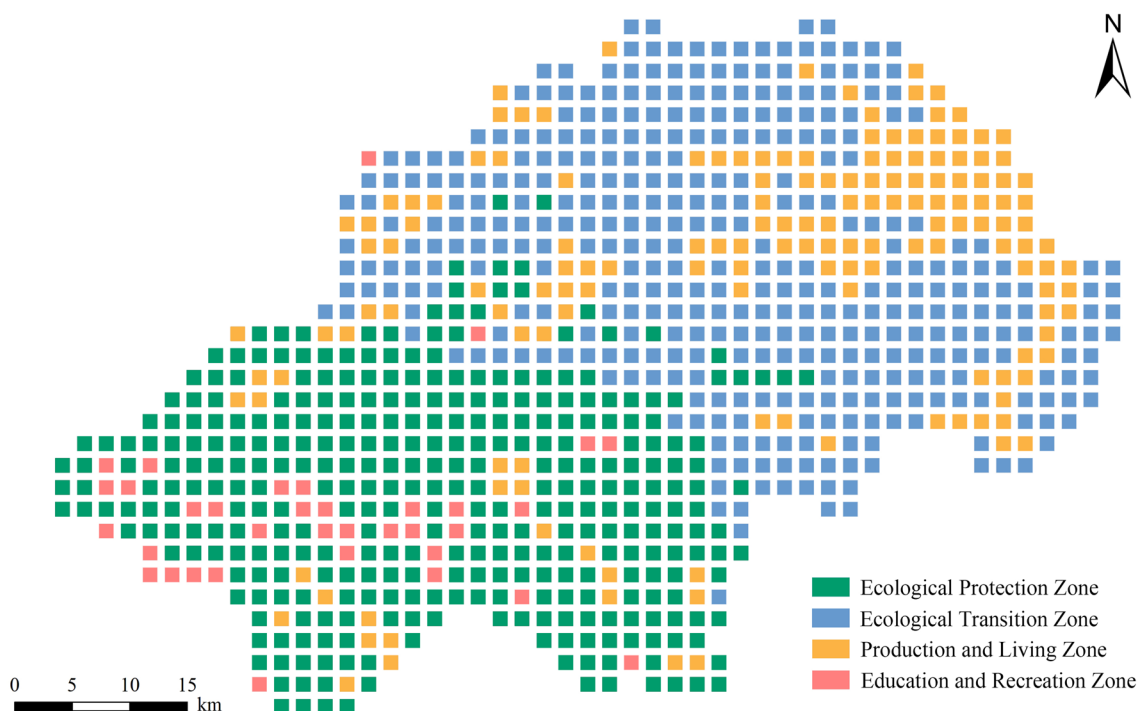 N
Ecological Protection Zone
Ecological Transition Zone
Production and Living Zone
Education and Recreation Zone
0 5 10 15
km